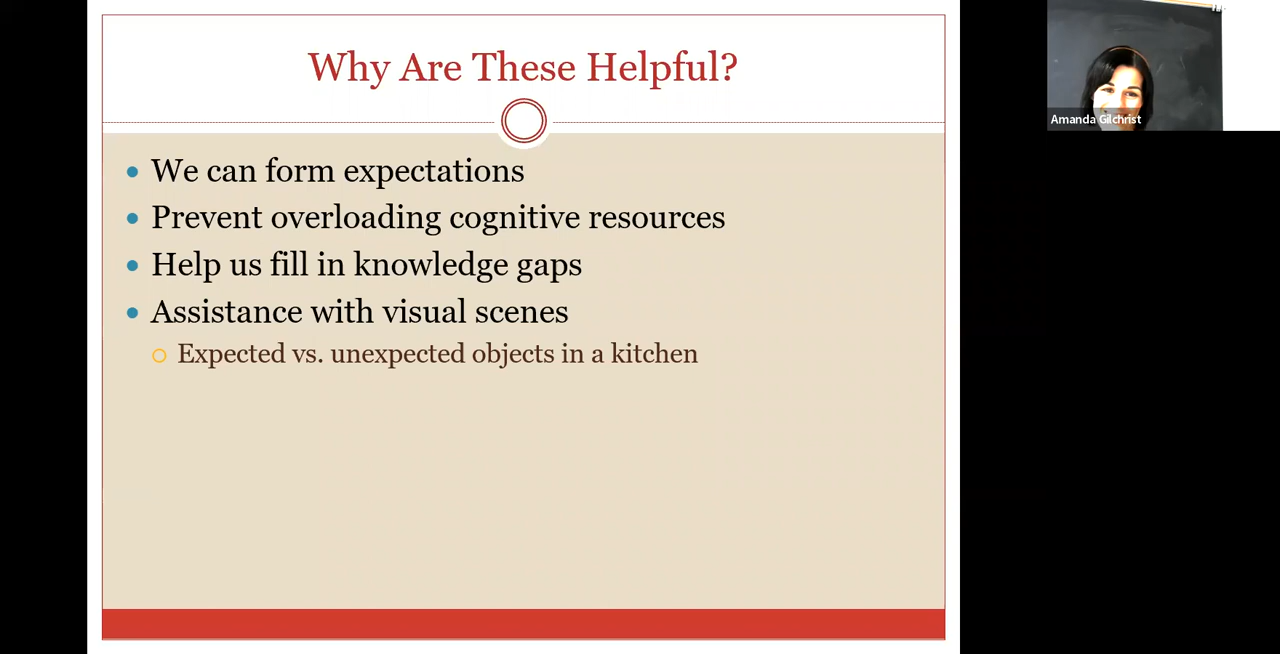 Why Are These Helpful?
We can form expectations
Prevent overloading cognitive resources
Help us fill in knowledge gaps
Assistance with visual scenes
Expected vs. unexpected objects in a kitchen
Amanda Gilchrist